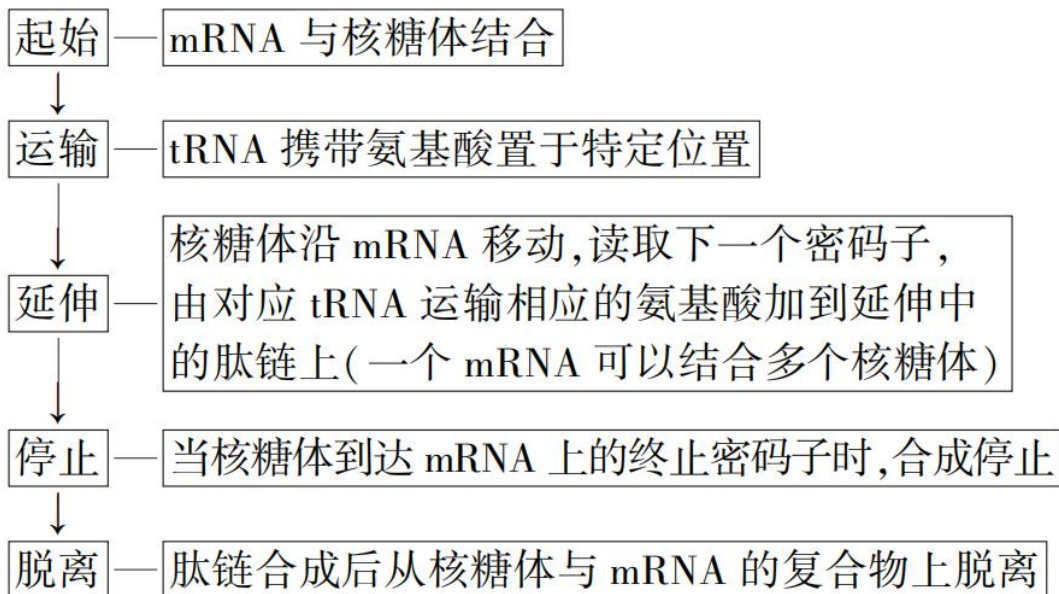 起始 mRNA 与核糖体结合
运输 tRNA 携带氨基酸置于特定位置
核糖体沿 mRNA 移动,读取下一个密码子,
延伸 由对应 tRNA 运输相应的氨基酸加到延伸中
的肽链上(一个 mRNA 可以结合多个核糖体)
停止 当核糖体到达 mRNA 上的终止密码子时,合成停止
脱离 肽链合成后从核糖体与 mRNA 的复合物上脱离